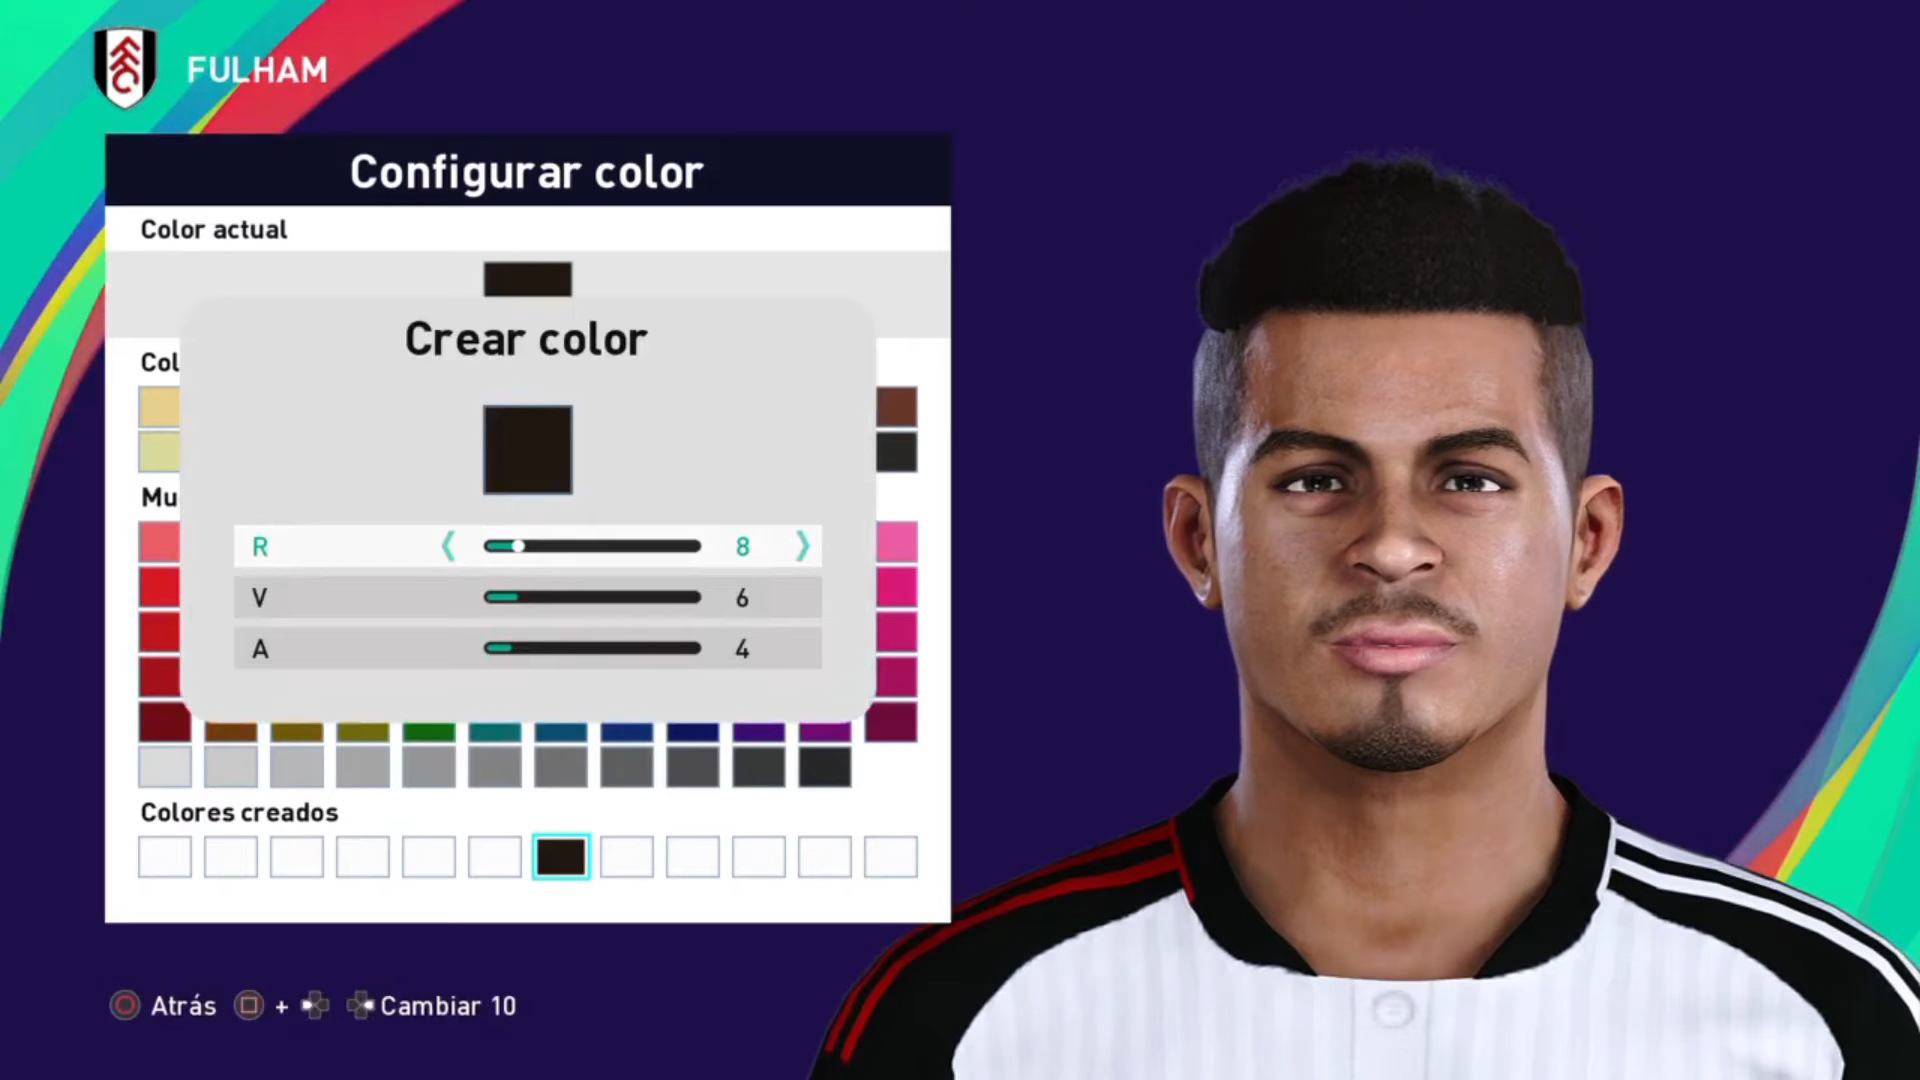 FULHAM
Configurar color
Color actual
Crear color
Col
Mu
R 8
V 6
A 4
Colores creados
Atrás + Cambiar 10